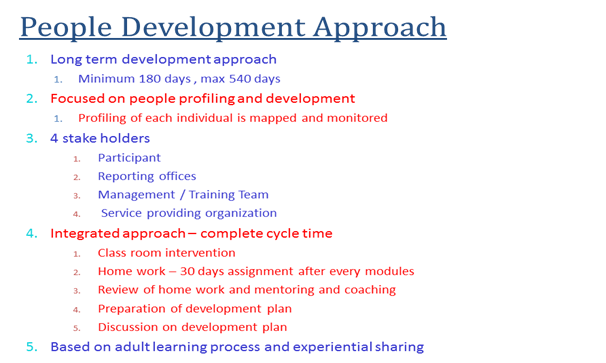 People Development Approach
1. Long term development approach
1. Minimum 180 days , max 540 days
2. Focused on people profiling and development
1. Profiling of each individual is mapped and monitored
3. 4 stake holders
1. Participant
2. Reporting offices
3. Management / Training Team
4. Service providing organization
4. Integrated approach – complete cycle time
1. Class room intervention
2. Home work – 30 days assignment after every modules
3. Review of home work and mentoring and coaching
4. Preparation of development plan
5. Discussion on development plan
5. Based on adult learning process and experiential sharing